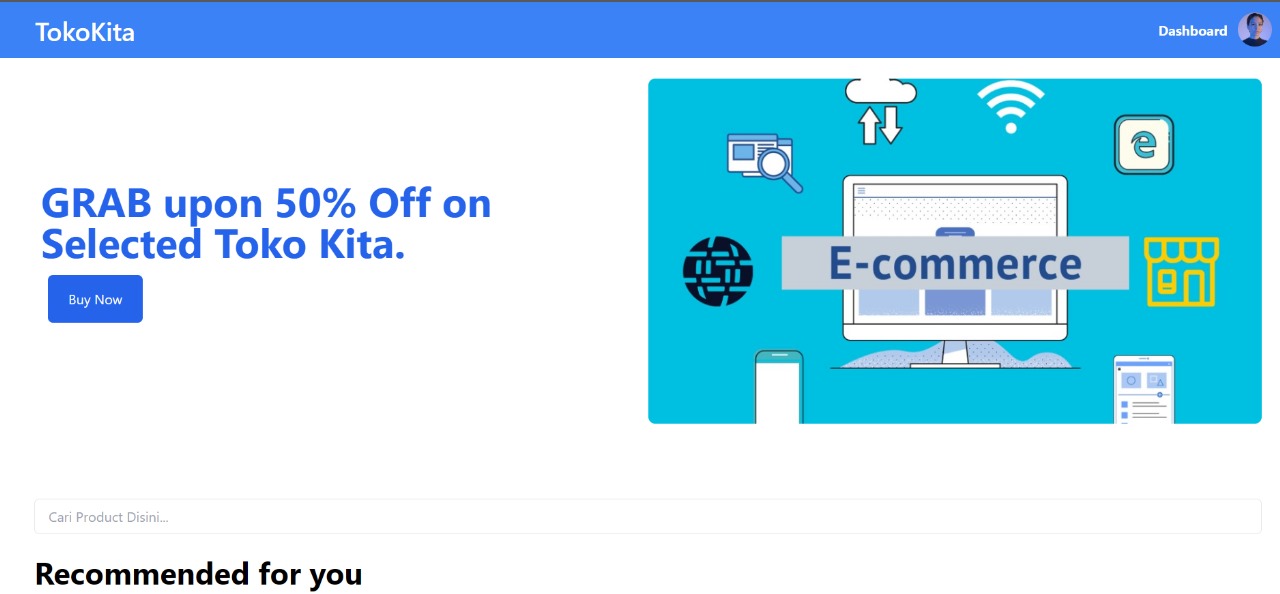 TokoKita
Dashboard
GRAB upon 50% Off on
Selected Toko Kita.
Buy Now
E-commerce
Cari Product Disini...
Recommended for you